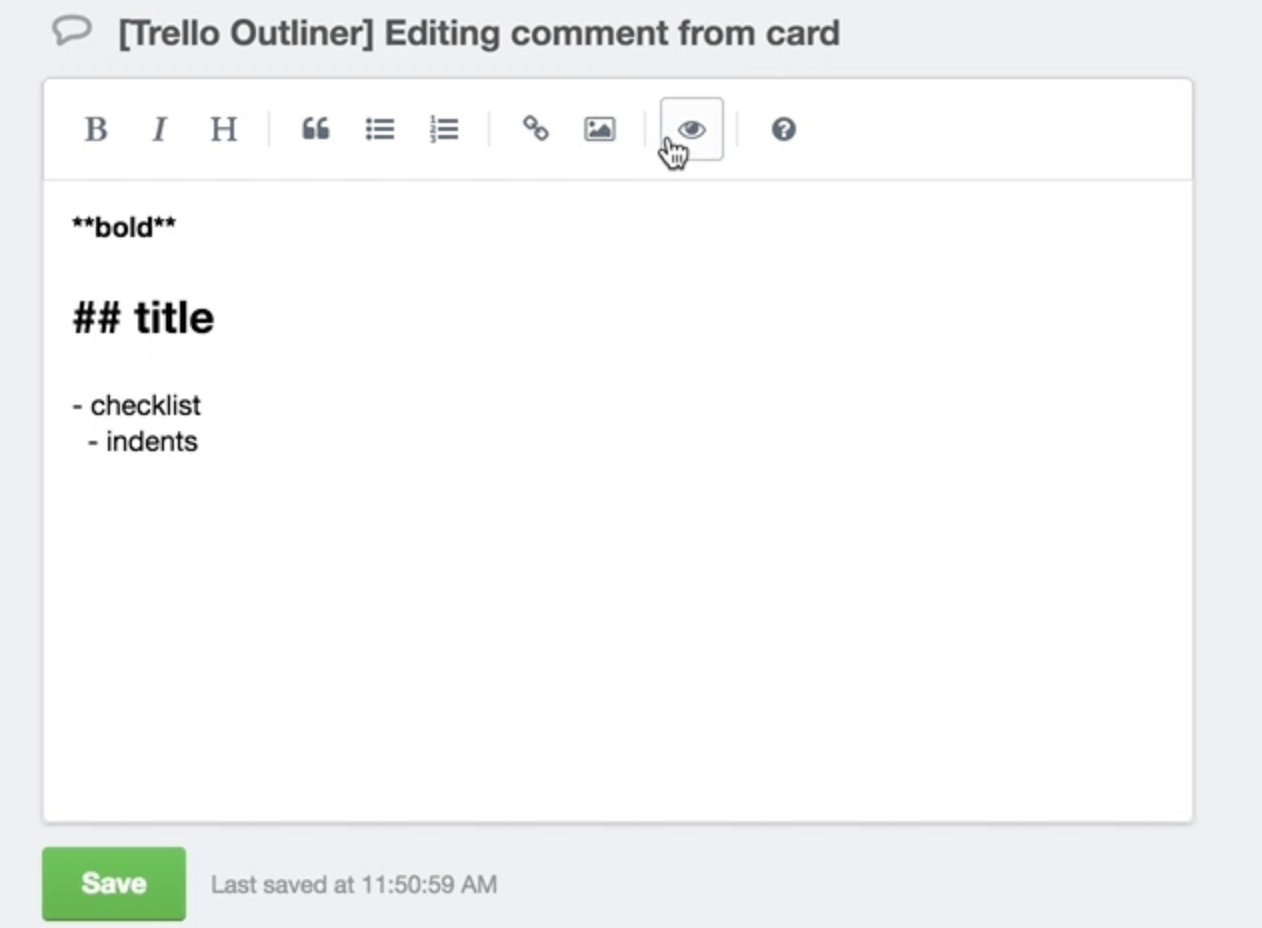 [Trello Outliner] Editing comment from card
B I H
**bold**
## title
- checklist
- indents
Save Last saved at 11:50:59 AM